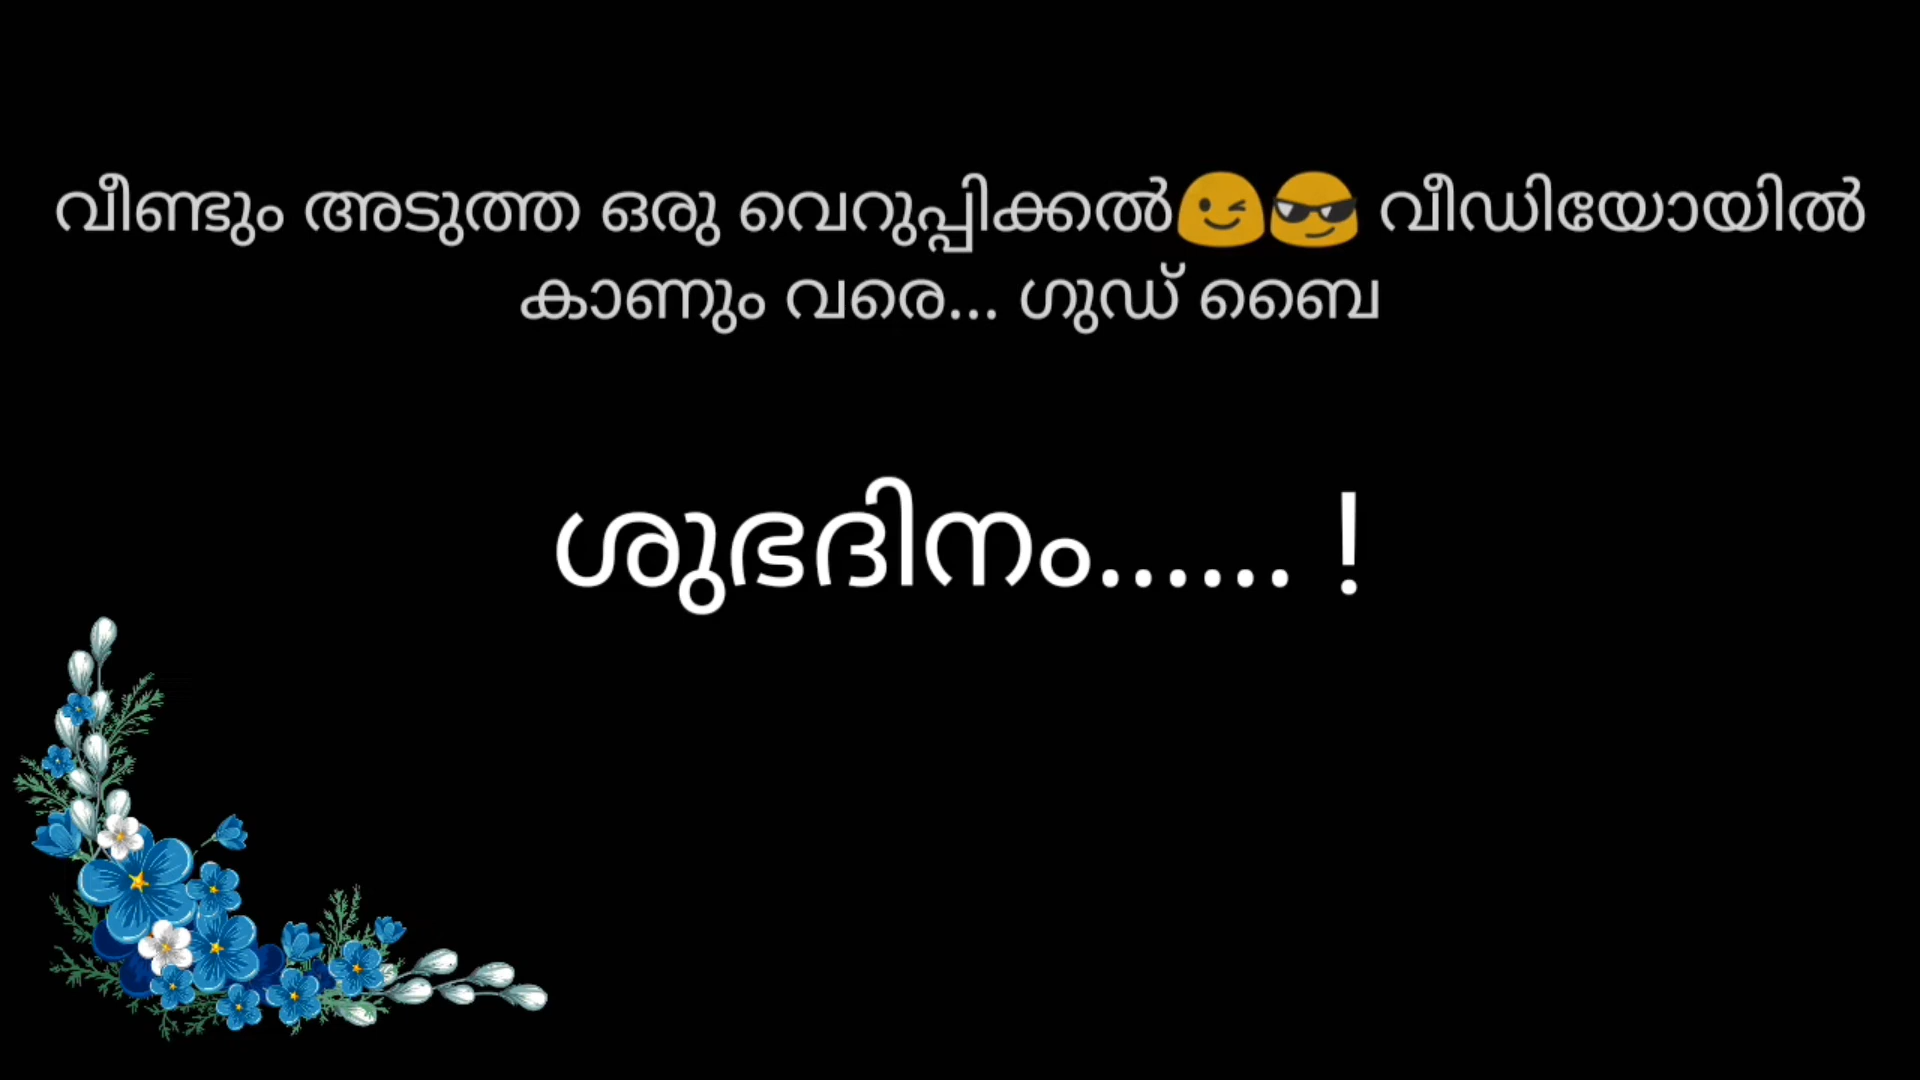 വീണ്ടും അടുത്ത ഒരു വെറുപ്പിക്കൽ😉😎 വീഡിയോയിൽ
കാണും വരെ... ഗുഡ് ബൈ
ശുഭദിനം...... !